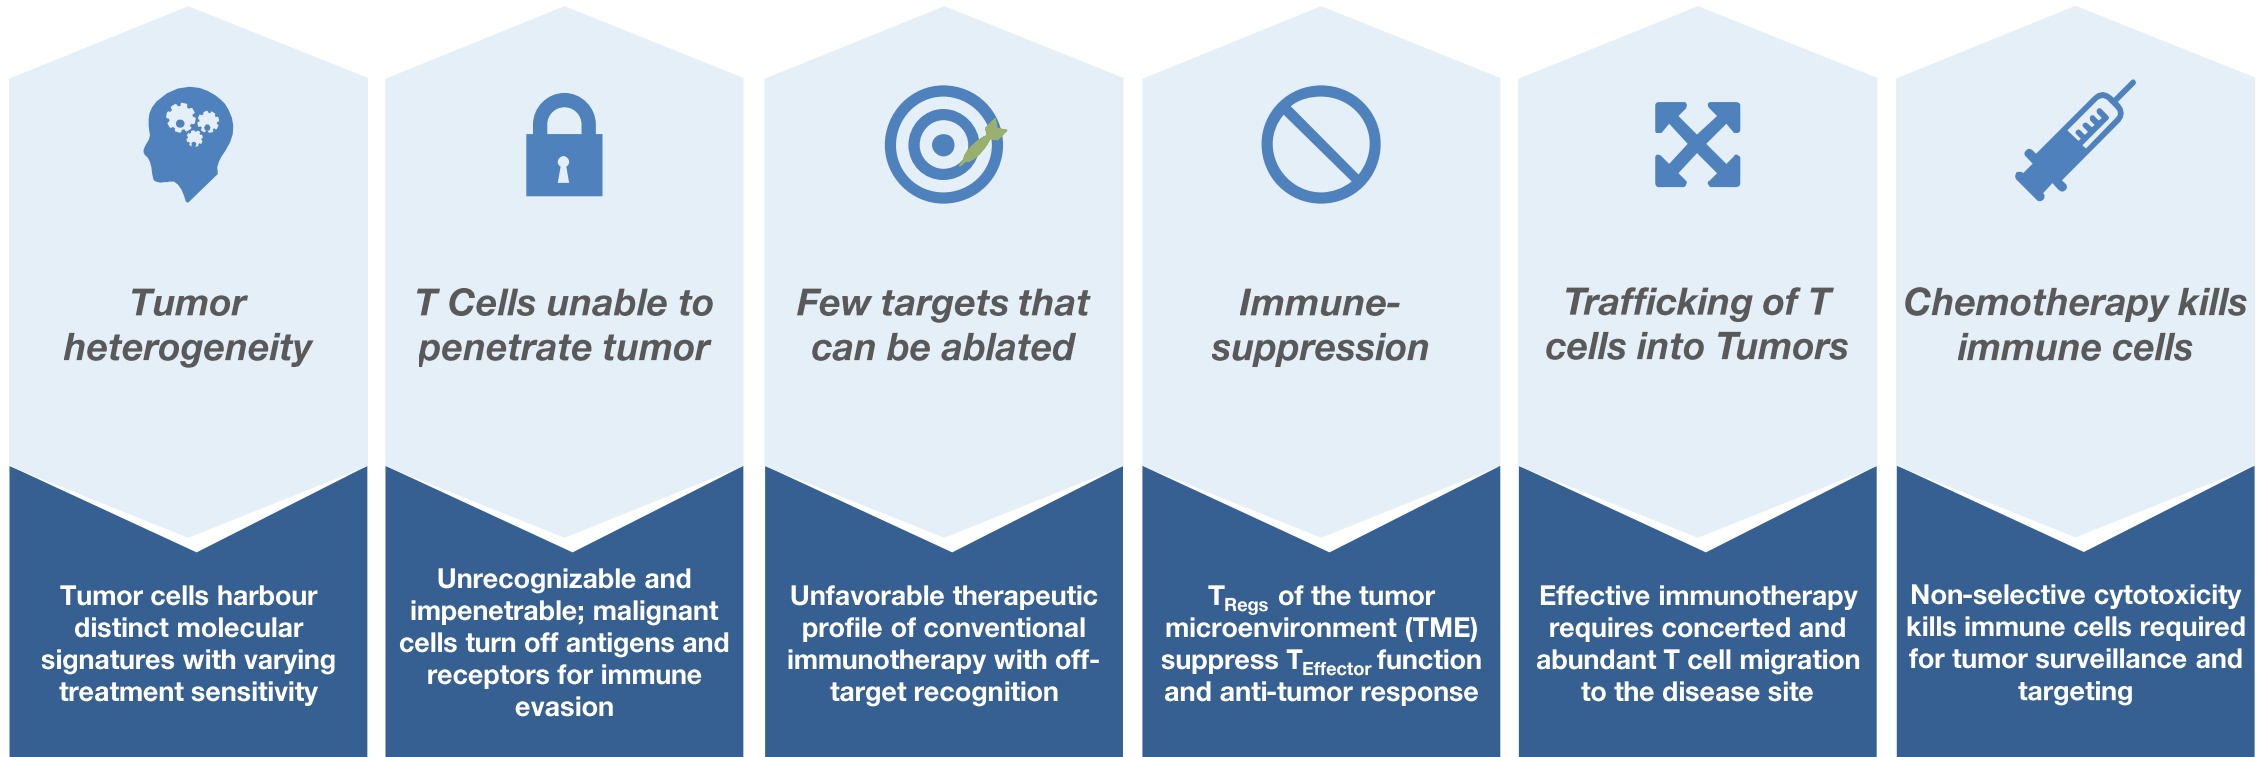 Tumor
heterogeneity
Tumor cells harbour
distinct molecular
signatures with varying
treatment sensitivity
T Cells unable to
penetrate tumor
Unrecognizable and
impenetrable; malignant
cells turn off antigens and
receptors for immune
evasion
Few targets that
can be ablated
Unfavorable therapeutic
profile of conventional
immunotherapy with off-
target recognition
Immune-
suppression
TRegs of the tumor
microenvironment (TME)
suppress TEffector function
and anti-tumor response
Trafficking of T
cells into Tumors
Effective immunotherapy
requires concerted and
abundant T cell migration
to the disease site
Chemotherapy kills
immune cells
Non-selective cytotoxicity
kills immune cells required
for tumor surveillance and
targeting